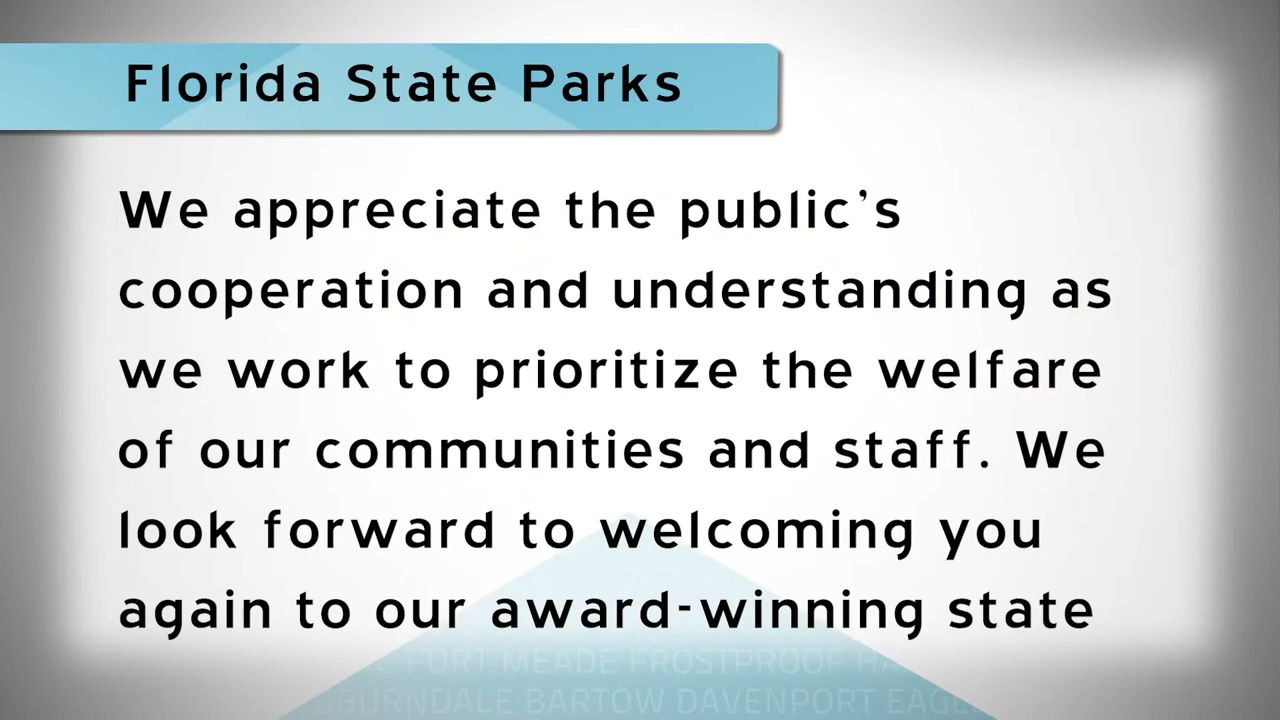 Florida State Parks
We appreciate the public's
cooperation and understanding as
we work to prioritize the welfare
of our communities and staff. We
look forward to welcoming you
again to our award-winning state
FORT MEADE FROSTPROOF
BARTOW DAVENPORT